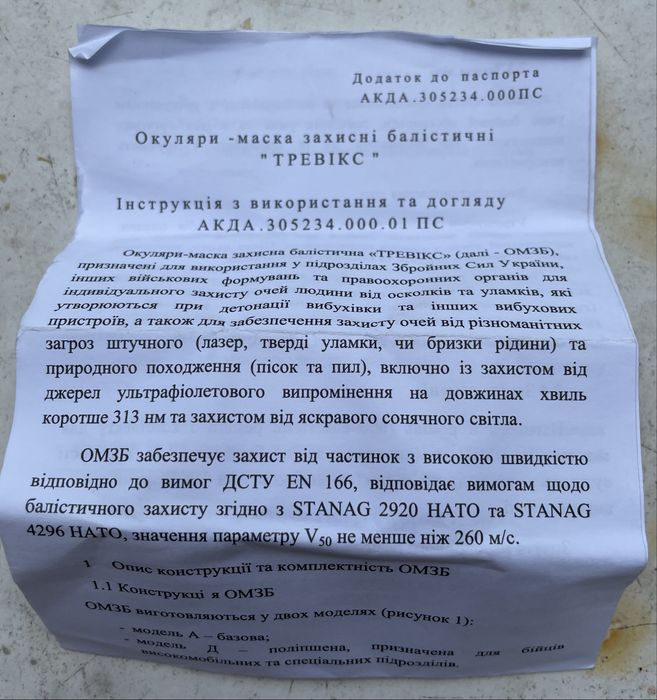 Додаток до паспорта
АКДА.305234.000ПС
Окуляри -маска захисні балістичні
"ТРЕВІКС"
Інструкція з використання та догляду
АКДА.305234.000.01 ПС
Окуляри-маска захисна балістична «ТРЕВІКС» (далі - ОМЗБ),
призначені для використання у підрозділах Збройних Сил України,
інших військових формувань та правоохоронних органів для
індивідуального захисту очей людини від осколків та уламків, які
утворюються при детонації вибухівки та інших вибухових
пристроїв, а також для забезпечення захисту очей від різноманітних
загроз штучного (лазер, тверді уламки, чи бризки рідини) та
природного походження (пісок та пил), включно із захистом від
джерел ультрафіолетового випромінення на довжинах хвиль
коротше 313 нм та захистом від яскравого сонячного світла.
ОМЗБ забезпечує захист від частинок з високою швидкістю
відповідно до вимог ДСТУ EN 166, відповідає вимогам щодо
балістичного захисту згідно з STANAG 2920 НАТО та STANAG
4296 НАТО, значення параметру V50 не менше ніж 260 м/с.
1 Опис конструкції та комплектність ОМЗБ
1.1 Конструкці я ОМЗБ
ОМЗБ виготовляються у двох моделях (рисунок 1):
- модель А – базова;
- модель Д – поліпшена, призначена для бійців
високомобільних та спеціальних підрозділів.